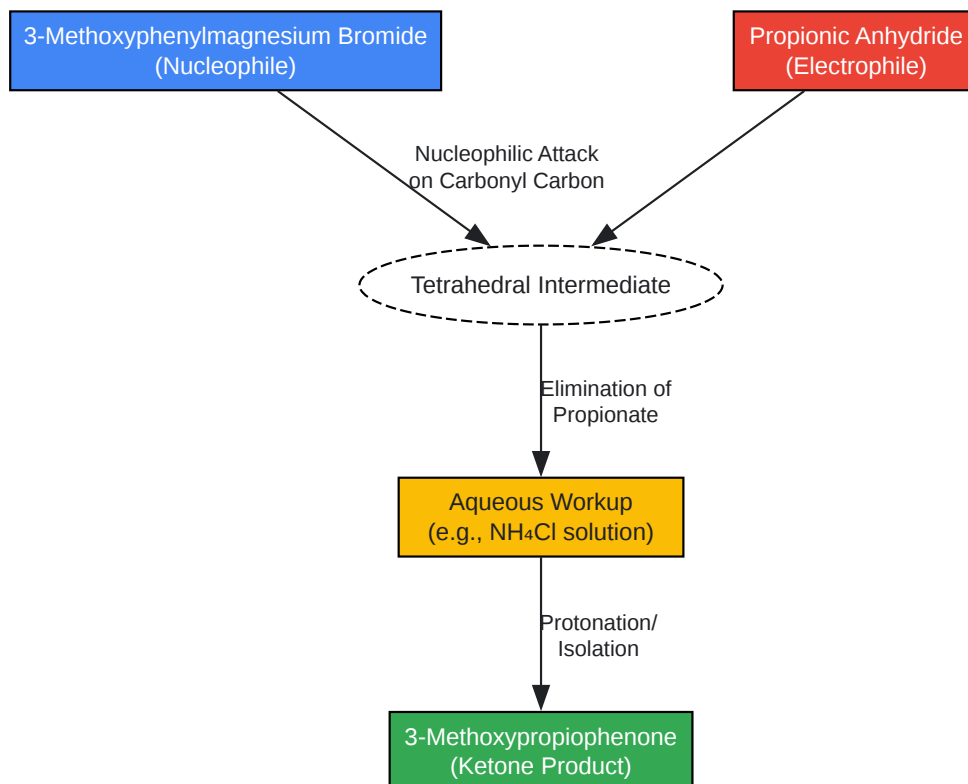 3-Methoxyphenylmagnesium Bromide
(Nucleophile)
Propionic Anhydride
(Electrophile)
Nucleophilic Attack
on Carbonyl Carbon
Tetrahedral Intermediate
Elimination of
Propionate
Aqueous Workup
(e.g., NH₄Cl solution)
Protonation/
Isolation
3-Methoxypropiophenone
(Ketone Product)